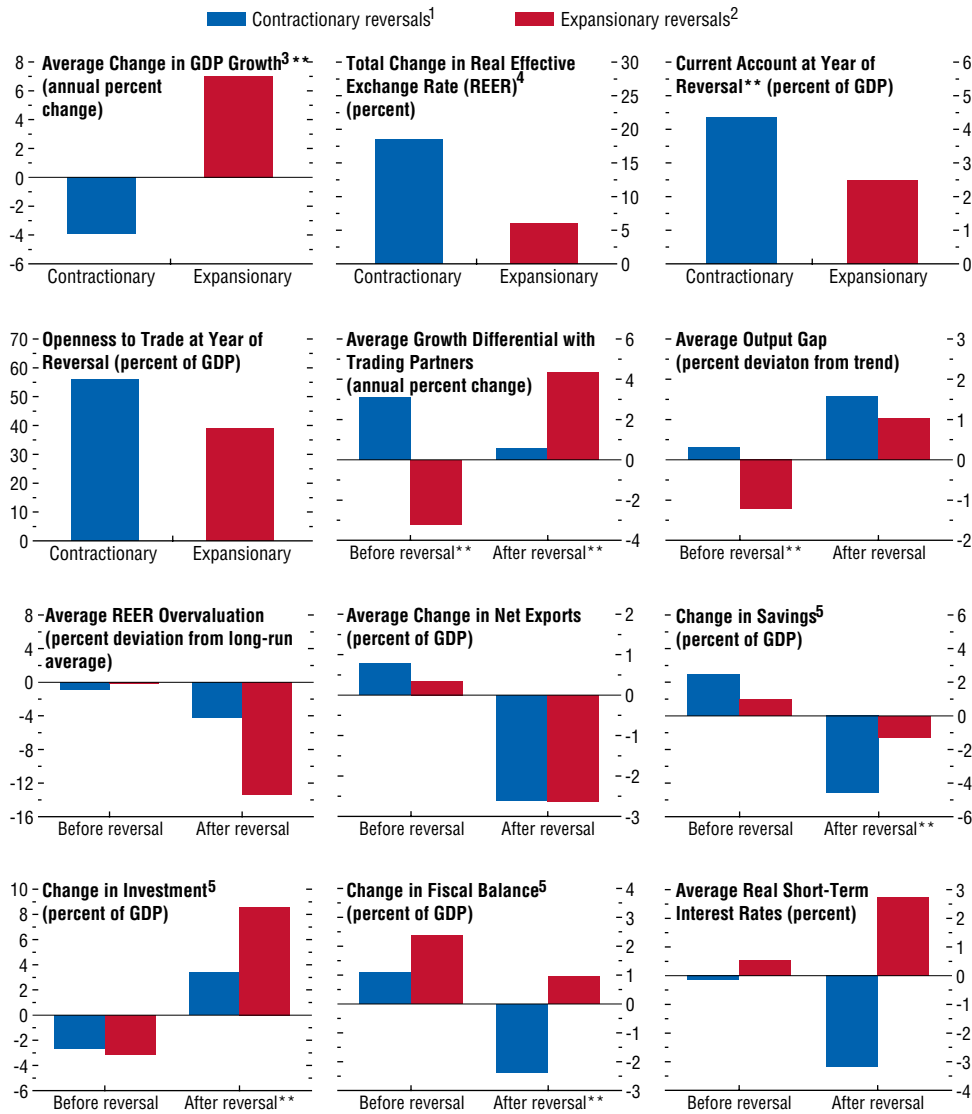 Contractionary reversals¹ Expansionary reversals²
Average Change in GDP Growth³ **
(annual percent
change)
8
6
4
2
0
-2
-4
-6
Contractionary Expansionary
Total Change in Real Effective
Exchange Rate (REER)⁴
(percent)
30
25
20
15
10
5
0
Contractionary Expansionary
Current Account at Year of
Reversal** (percent of GDP)
6
5
4
3
2
1
0
Contractionary Expansionary
Openness to Trade at Year of
Reversal (percent of GDP)
70
60
50
40
30
20
10
0
Contractionary Expansionary
Average Growth Differential with
Trading Partners
(annual percent change)
6
4
2
0
-2
-4
Before reversal** After reversal**
Average Output Gap
(percent deviaton from trend)
3
2
1
0
-1
-2
Before reversal** After reversal
Average REER Overvaluation
(percent deviation from long-run
average)
8
4
0
-4
-8
-12
-16
Before reversal After reversal
Average Change in Net Exports
(percent of GDP)
2
1
0
-1
-2
-3
Before reversal After reversal
Change in Savings⁵
(percent of GDP)
6
4
2
0
-2
-4
-6
Before reversal After reversal**
Change in Investment⁵
(percent of GDP)
10
8
6
4
2
0
-2
-4
-6
Before reversal After reversal**
Change in Fiscal Balance⁵
(percent of GDP)
4
3
2
1
0
-1
-2
-3
Before reversal After reversal**
Average Real Short-Term
Interest Rates (percent)
3
2
1
0
-1
-2
-3
-4
Before reversal After reversal